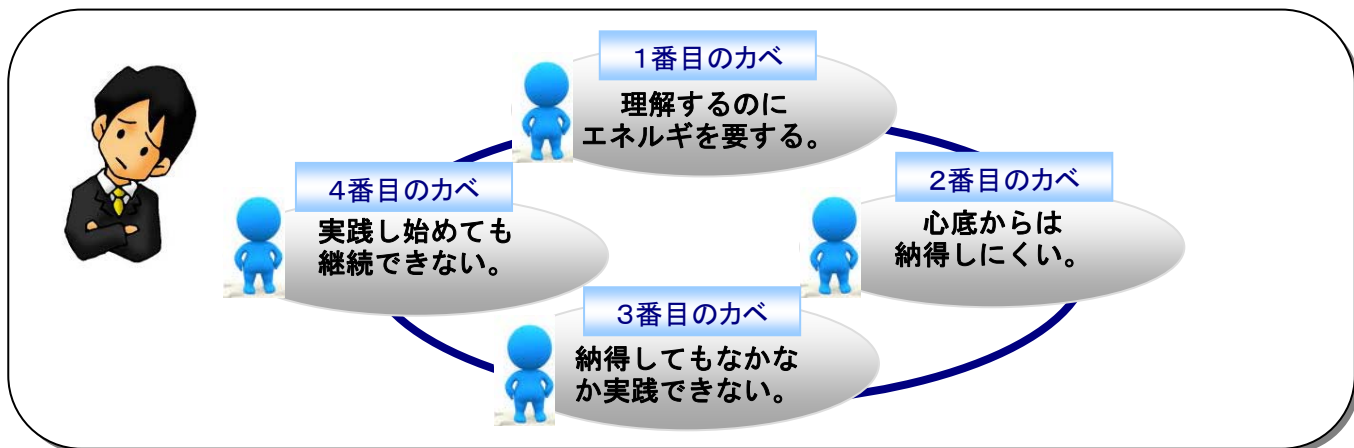 １番目のカベ
理解するのに
エネルギを要する。
２番目のカベ
心底からは
納得しにくい。
３番目のカベ
納得してもなかな
か実践できない。
４番目のカベ
実践し始めても
継続できない。